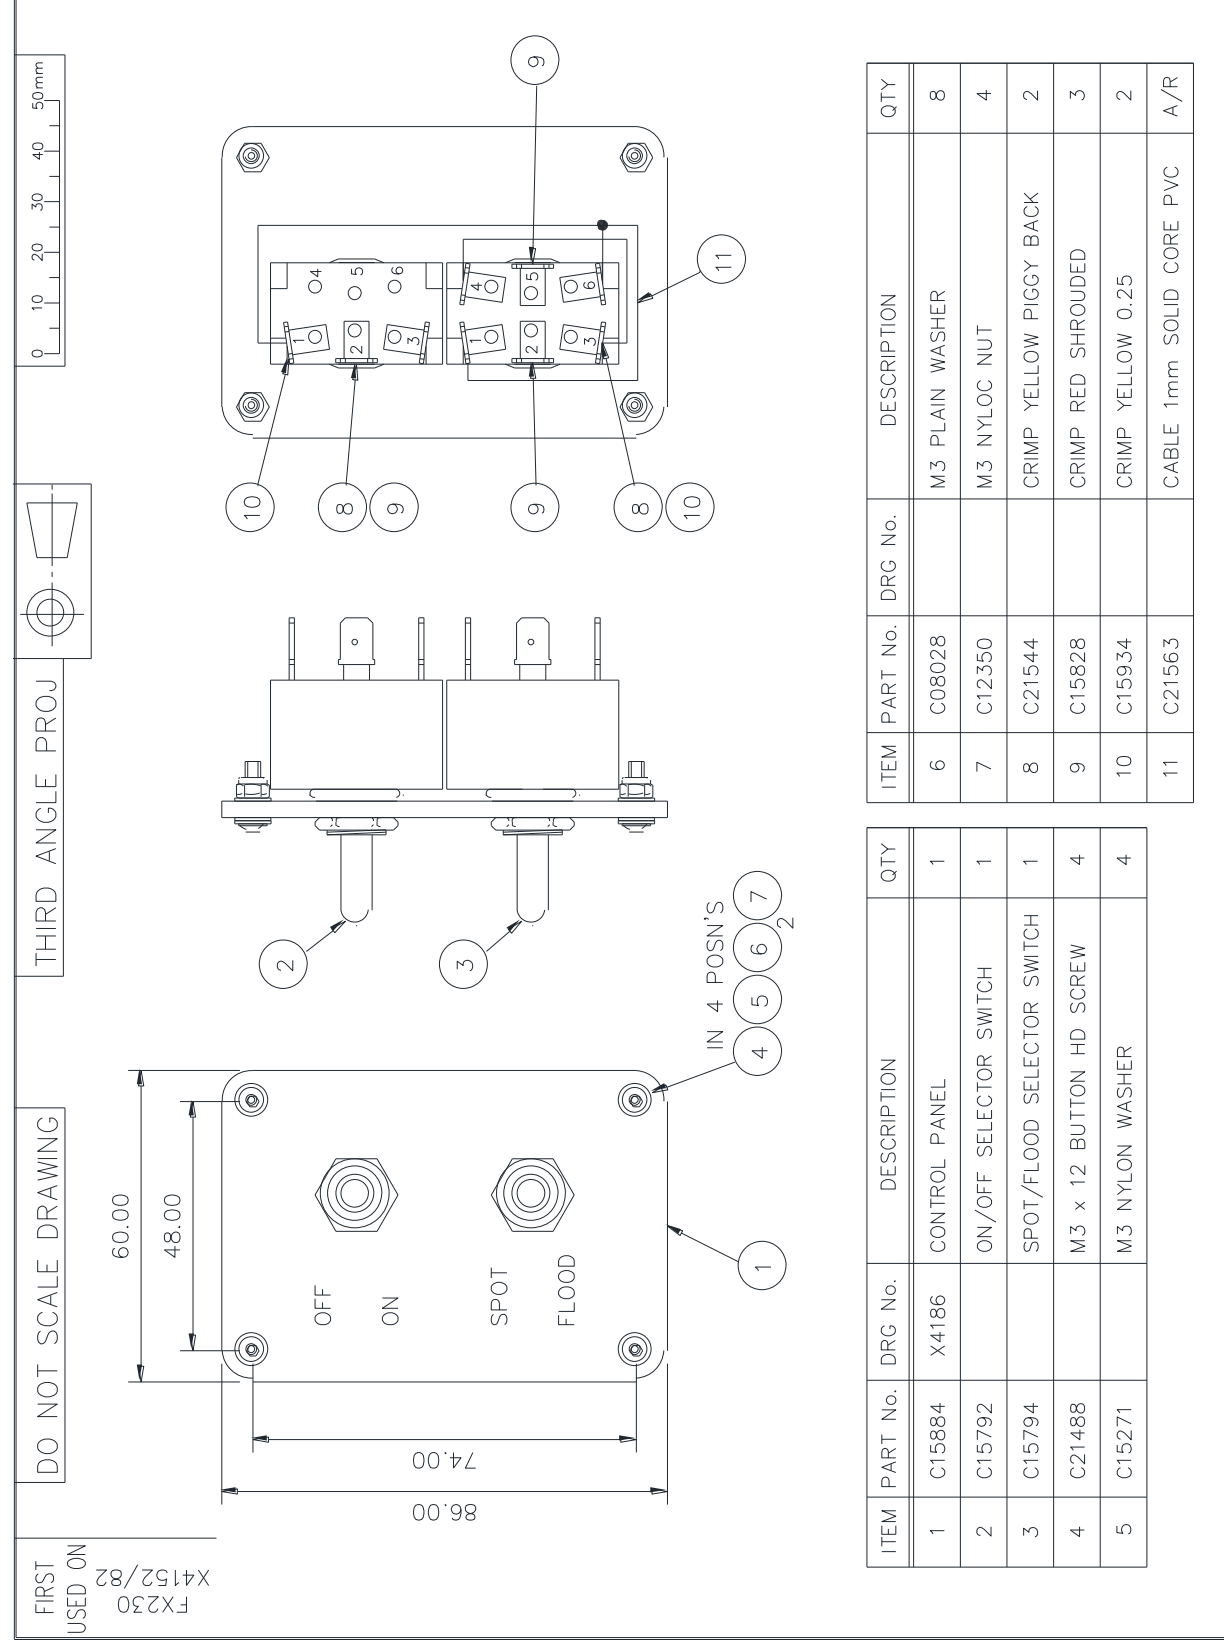 FIRST
USED ON
FX230
X4152/82
DO NOT SCALE DRAWING
THIRD ANGLE PROJ
0 10 20 30 40 50mm
60.00
48.00
74.00
86.00
OFF
ON
SPOT
FLOOD
1
IN 4 POSN'S
4 5 6 7
2
2
3
10
8 9
9
8 10
1 2 3 4 5 6
1 2 3 4 5 6
9
9
11
ITEM PART No. DRG No. DESCRIPTION QTY
1 C15884 X4186 CONTROL PANEL 1
2 C15792 ON/OFF SELECTOR SWITCH 1
3 C15794 SPOT/FLOOD SELECTOR SWITCH 1
4 C21488 M3 x 12 BUTTON HD SCREW 4
5 C15271 M3 NYLON WASHER 4
ITEM PART No. DRG No. DESCRIPTION QTY
6 C08028 M3 PLAIN WASHER 8
7 C12350 M3 NYLOC NUT 4
8 C21544 CRIMP YELLOW PIGGY BACK 2
9 C15828 CRIMP RED SHROUDED 3
10 C15934 CRIMP YELLOW 0.25 2
11 C21563 CABLE 1mm SOLID CORE PVC A/R